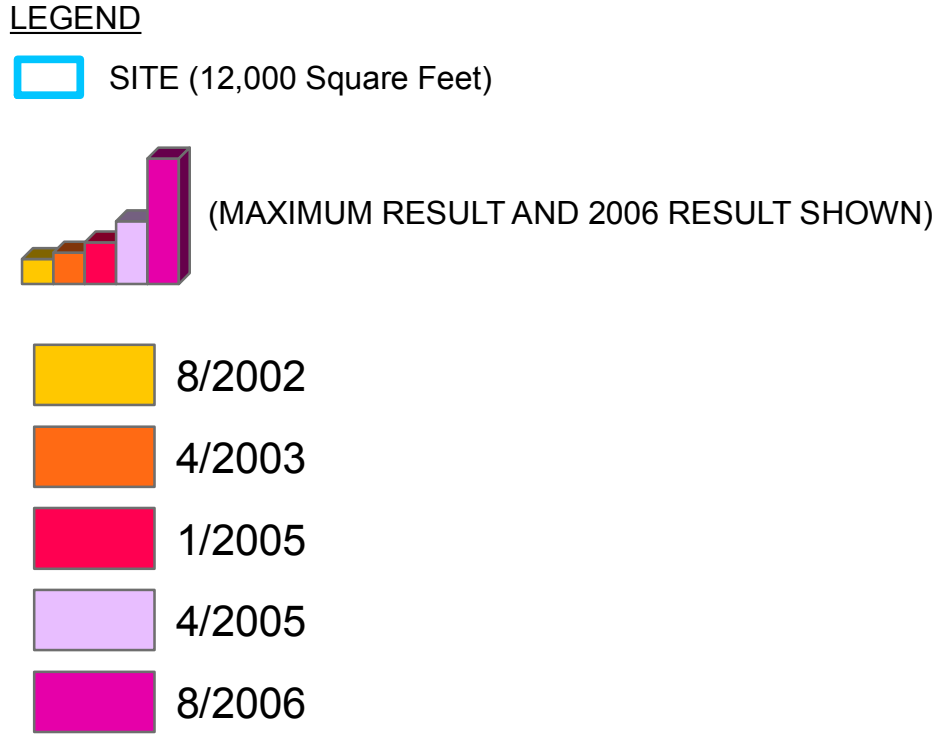 LEGEND
SITE (12,000 Square Feet)
(MAXIMUM RESULT AND 2006 RESULT SHOWN)
8/2002
4/2003
1/2005
4/2005
8/2006